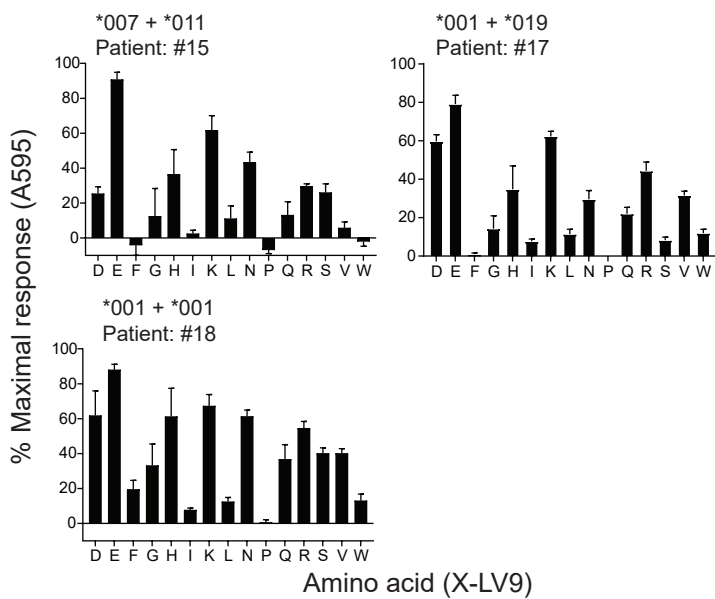 *007 + *011
Patient: #15
100
80
60
40
20
0
D E F G H I K L N P Q R S V W
*001 + *019
Patient: #17
100
80
60
40
20
0
D E F G H I K L N P Q R S V W
*001 + *001
Patient: #18
100
80
60
40
20
0
D E F G H I K L N P Q R S V W
% Maximal response (A595)
Amino acid (X-LV9)